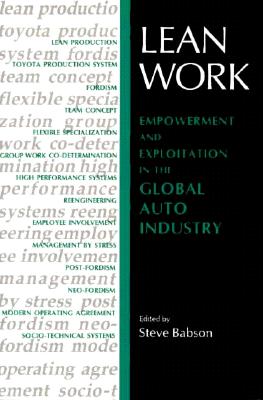 LEAN
WORK
EMPOWERMENT
AND
EXPLOITATION
IN THE
GLOBAL
AUTO
INDUSTRY
Edited by
Steve Babson
lean productio
LEAN PRODUCTION
toyota produc
TOYOTA PRODUCTION SYSTEM
system fordis
FORDISM
team concept
TEAM CONCEPT
flexible specia
FLEXIBLE SPECIALIZATION
zation group
GROUP WORK CO-DETERMINATION
work co-deter
HIGH PERFORMANCE SYSTEMS
mination high
REENGINEERING
performance
EMPLOYEE INVOLVEMENT
systems reeng
MANAGEMENT BY STRESS
eering employ
POST-FORDISM
ee involvemen
NEO-FORDISM
management
MODERN OPERATING AGREEMENT
by stress post
SOCIO-TECHNICAL SYSTEMS
fordism neo-
fordism mode
operating agre
ement socio-t